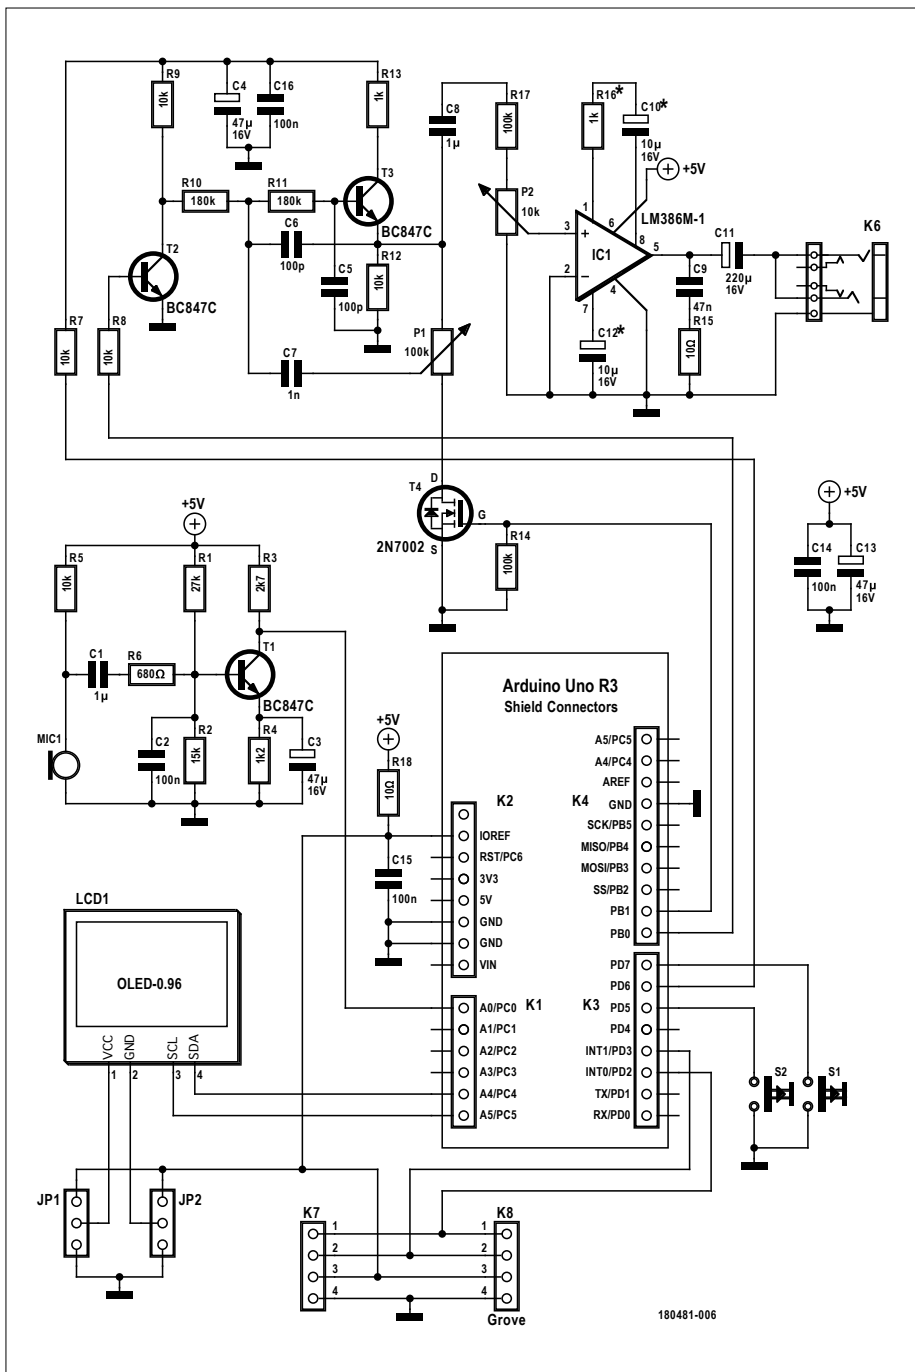 R9
10k
C4
47µ
16V
C16
100n
R13
1k
C8
1µ
R17
100k
R16*
1k
C10*
10µ
16V
+5V
T3
BC847C
R10
180k
R11
180k
C6
100p
C5
100p
R12
10k
T2
BC847C
P2
10k
LM386M-1
IC1
1
2
3
4
5
6
7
8
+
–
C11
220µ
16V
K6
C9
47n
R15
10Ω
C12*
10µ
16V
R7
10k
R8
10k
P1
100k
C7
1n
T4
D
G
S
2N7002
R14
100k
+5V
C14
100n
C13
47µ
16V
+5V
R5
10k
R1
27k
R3
2k7
C1
1µ
R6
680Ω
T1
BC847C
MIC1
C2
100n
R2
15k
R4
1k2
C3
47µ
16V
+5V
R18
10Ω
C15
100n
Arduino Uno R3
Shield Connectors
K2
IOREF
RST/PC6
3V3
5V
GND
GND
VIN
K4
A5/PC5
A4/PC4
AREF
GND
SCK/PB5
MISO/PB4
MOSI/PB3
SS/PB2
PB1
PB0
K1
A0/PC0
A1/PC1
A2/PC2
A3/PC3
A4/PC4
A5/PC5
K3
PD7
PD6
PD5
PD4
INT1/PD3
INT0/PD2
TX/PD1
RX/PD0
S2
S1
LCD1
OLED-0.96
VCC
GND
SCL
SDA
1
2
3
4
JP1
JP2
K7
1
2
3
4
K8
1
2
3
4
Grove
180481-006